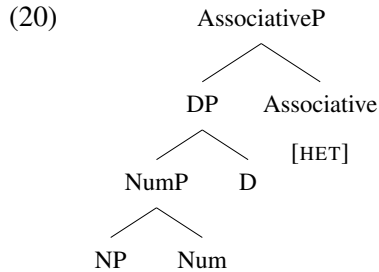 (20) AssociativeP
DP Associative
[HET]
NumP D
NP Num